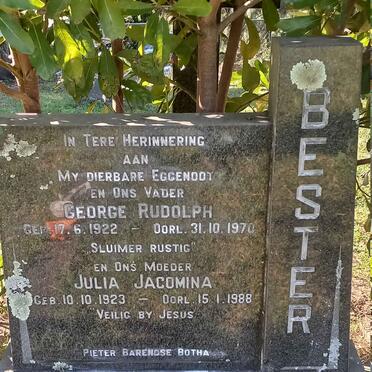 In Tere Herinnering
aan
My dierbare Eggenoot
en Ons Vader
George Rudolph
Geb. 17.6.1922 - Oorl. 31.10.1970
"Sluimer rustig"
en Ons Moeder
Julia Jacomina
Geb. 10.10.1923 - Oorl. 15.1.1988
Veilig by Jesus
Pieter Barendse Botha
BESTER